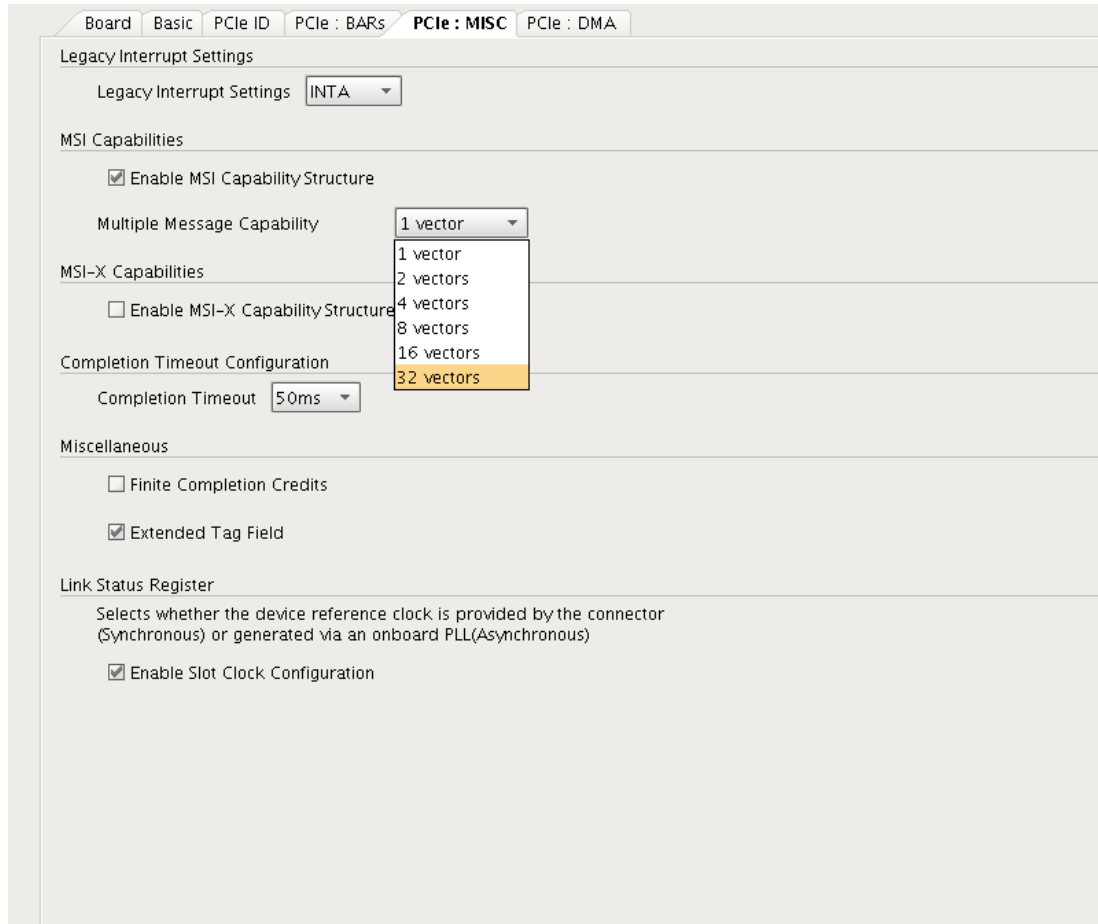 Board Basic PCIe ID PCIe : BARs PCIe : MISC PCIe : DMA
Legacy Interrupt Settings
Legacy Interrupt Settings INTA
MSI Capabilities
Enable MSI Capability Structure
Multiple Message Capability 1 vector
1 vector
2 vectors
4 vectors
8 vectors
16 vectors
32 vectors
MSI-X Capabilities
Enable MSI-X Capability Structure
Completion Timeout Configuration
Completion Timeout 50ms
Miscellaneous
Finite Completion Credits
Extended Tag Field
Link Status Register
Selects whether the device reference clock is provided by the connector
(Synchronous) or generated via an onboard PLL(Asynchronous)
Enable Slot Clock Configuration